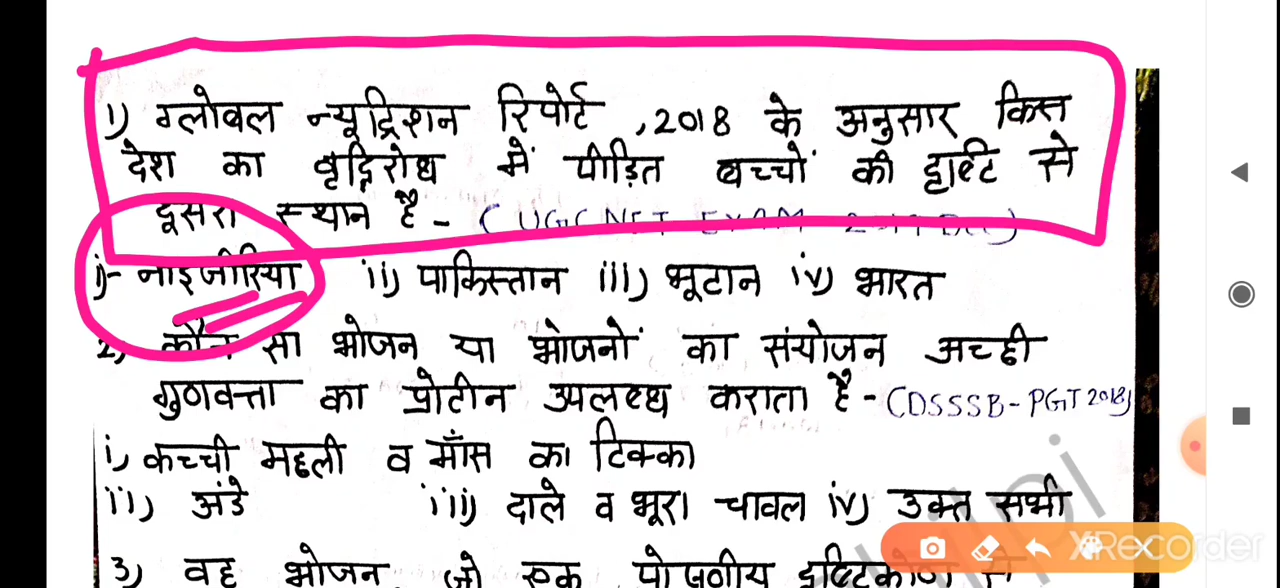 1) ग्लोबल न्यूट्रिशन रिपोर्ट ,2018 के अनुसार किस
देश का वृद्धिरोध में पीड़ित बच्चों की दृष्टि से
दूसरा स्थान है - ( UGC NET EXAM
i)- नाइजीरिया ii) पाकिस्तान iii) भूटान iv) भारत
2) कौन सा भोजन या भोजनों का संयोजन अच्छी
गुणवत्ता का प्रोटीन उपलब्ध कराता है - (DSSSB-PGT 2018)
i) कच्ची मछली व माँस का टिक्का
ii) अंडे iii) दाले व भूरा चावल iv) उक्त सभी
3) वह भोजन जो एक पोषणीय दृष्टिकोण से
XRecorder